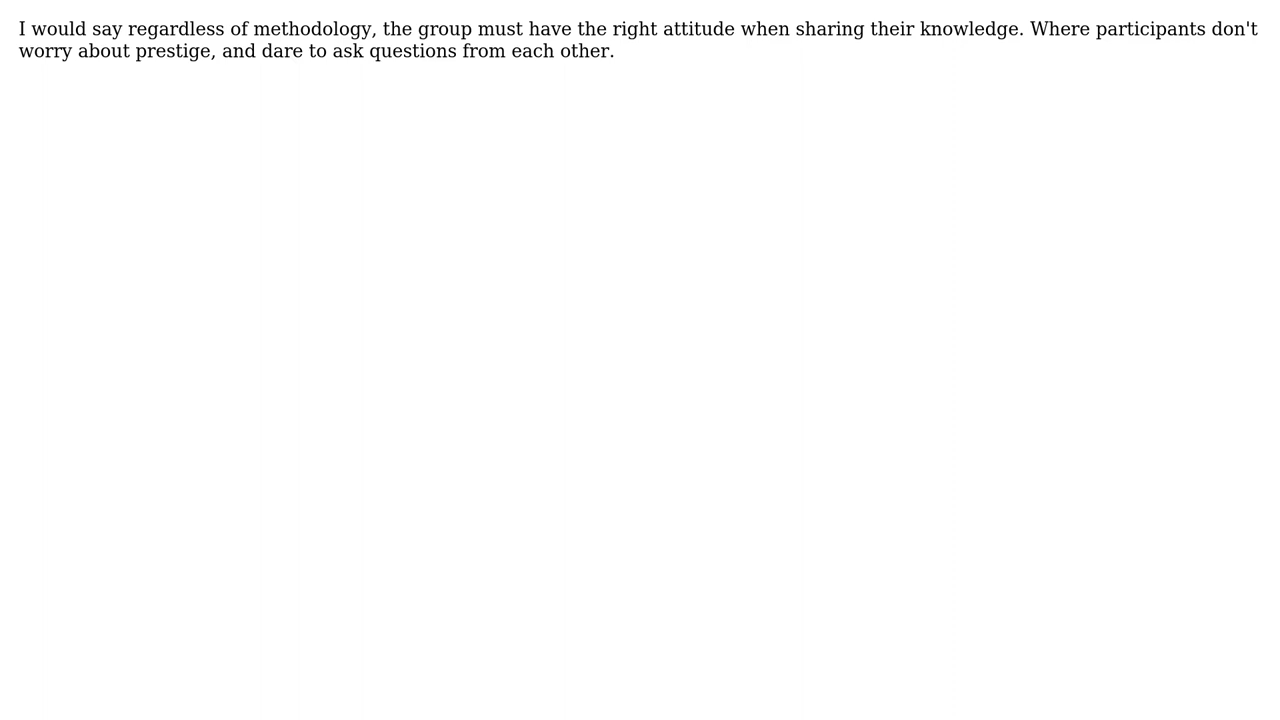 I would say regardless of methodology, the group must have the right attitude when sharing their knowledge. Where participants don't
worry about prestige, and dare to ask questions from each other.